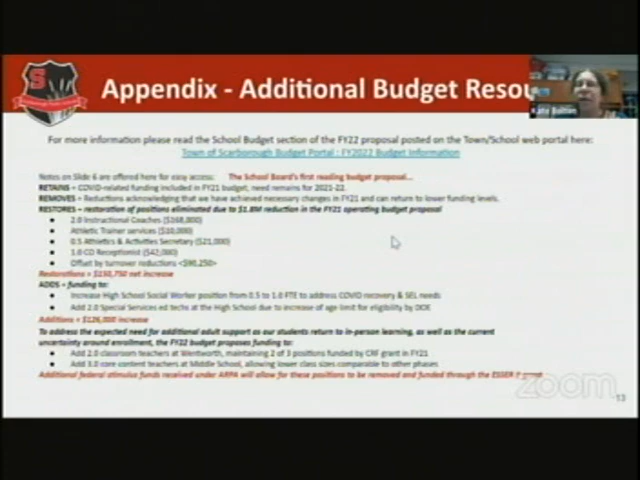 S
Appendix - Additional Budget Resou
For more information please read the School Budget section of the FY22 proposal posted on the Town/School web portal here:
Town of Scarborough Budget Portal : FY2022 Budget Information
Notes on Slide 6 are offered here for easy access: The School Board's first reading budget proposal...
RETAINS – COVID-related funding included in FY21 budget; need remains for 2021-22.
REMOVES – Reductions acknowledging that we have achieved necessary changes in FY21 and can return to lower funding levels.
RESTORES – restoration of positions eliminated due to $1.8M reduction in the FY21 operating budget proposal
● 2.0 Instructional Coaches ($168,000)
● Athletic Trainer services ($10,000)
● 0.5 Athletics & Activities Secretary ($21,000)
● 1.0 CO Receptionist ($42,000)
● Offset by turnover reductions <$90,250>
Restorations = $150,750 net increase
ADDS – funding to:
● Increase High School Social Worker position from 0.5 to 1.0 FTE to address COVID recovery & SEL needs
● Add 2.0 Special Services ed techs at the High School due to increase of age limit for eligibility by DOE
Additions = $126,000 increase
To address the expected need for additional adult support as our students return to in-person learning, as well as the current
uncertainty around enrollment, the FY22 budget proposes funding to:
● Add 2.0 classroom teachers at Wentworth, maintaining 2 of 3 positions funded by CRF grant in FY21
● Add 3.0 core content teachers at Middle School, allowing lower class sizes comparable to other phases
Additional federal stimulus funds received under ARPA will allow for these positions to be removed and funded through the ESSER
zoom
13